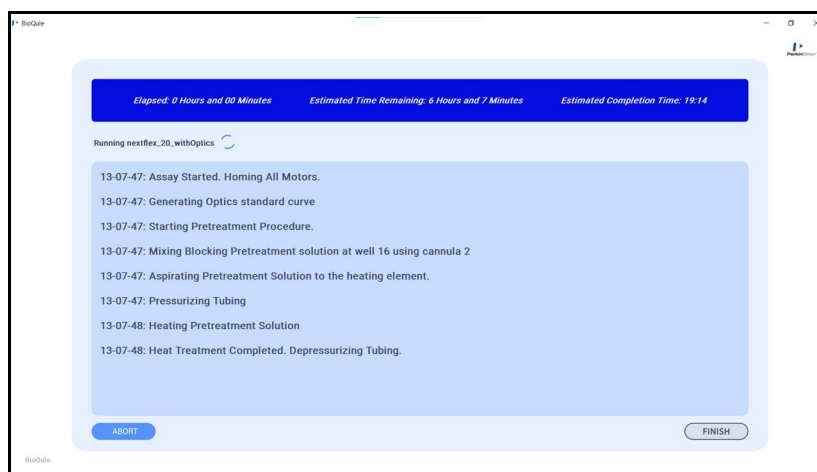 BioQule
PerkinElmer
Elapsed: 0 Hours and 00 Minutes Estimated Time Remaining: 6 Hours and 7 Minutes Estimated Completion Time: 19:14
Running nextflex_20_withOptics
13-07-47: Assay Started. Homing All Motors.
13-07-47: Generating Optics standard curve
13-07-47: Starting Pretreatment Procedure.
13-07-47: Mixing Blocking Pretreatment solution at well 16 using cannula 2
13-07-47: Aspirating Pretreatment Solution to the heating element.
13-07-47: Pressurizing Tubing
13-07-48: Heating Pretreatment Solution
13-07-48: Heat Treatment Completed. Depressurizing Tubing.
ABORT FINISH
BioQule